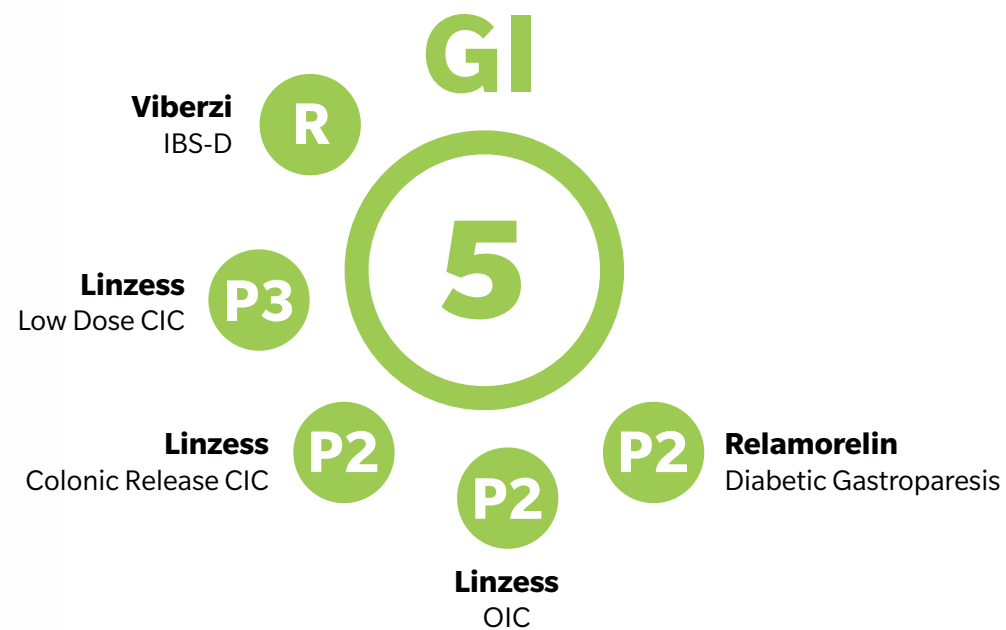 GI
5
Viberzi
IBS-D
R
Linzess
Low Dose CIC
P3
Linzess
Colonic Release CIC
P2
P2
Linzess
OIC
P2
Relamorelin
Diabetic Gastroparesis